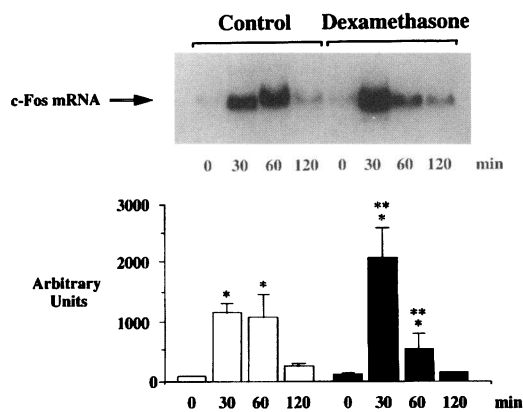 Control Dexamethasone
c-Fos mRNA
0 30 60 120 0 30 60 120 min
3000
**
*
2000
Arbitrary
Units
* *
**
*
1000
0
0 30 60 120 0 30 60 120 min